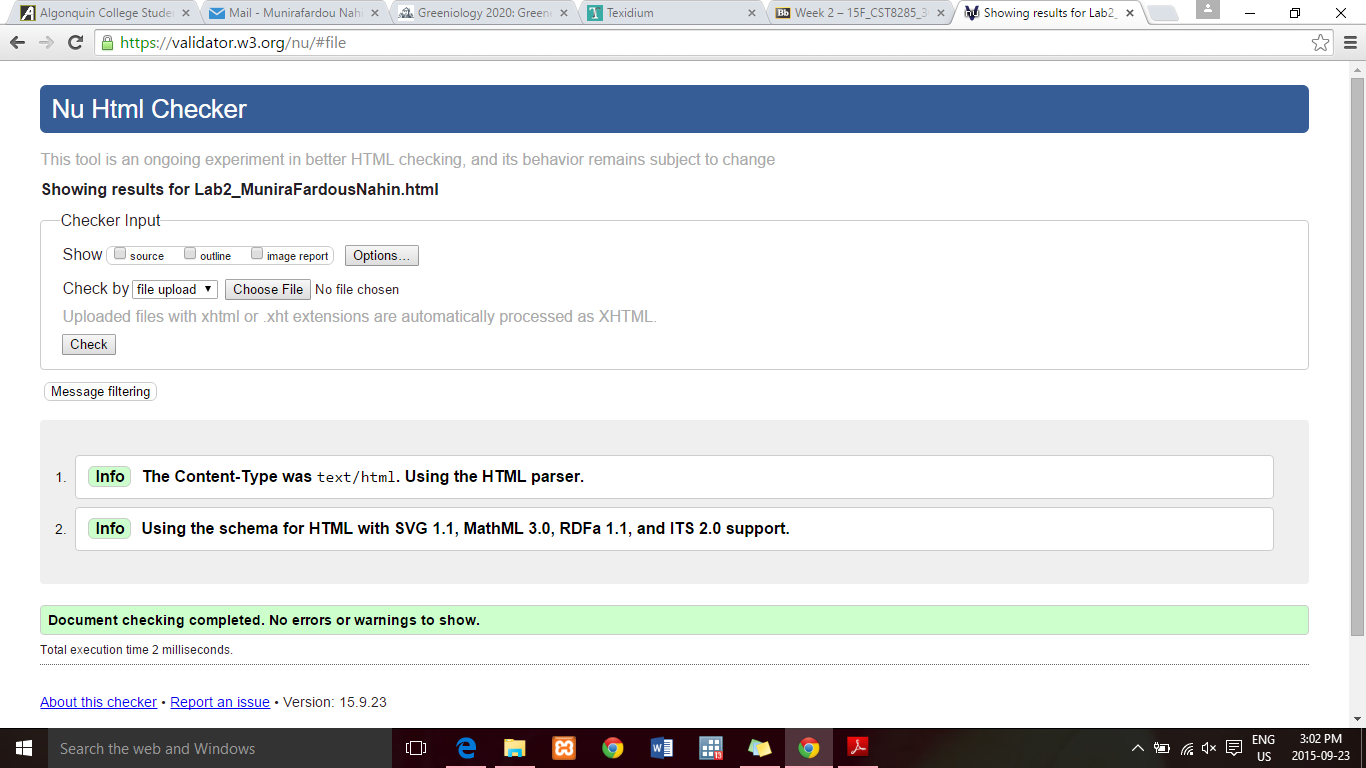 Algonquin College Studen
Mail - Munirafardou Nahi
Greeniology 2020: Greene
Texidium
Bb Week 2 – 15F_CST8285_3
nu Showing results for Lab2_
https://validator.w3.org/nu/#file
Nu Html Checker
This tool is an ongoing experiment in better HTML checking, and its behavior remains subject to change
Showing results for Lab2_MuniraFardousNahin.html
Checker Input
Show source outline image report Options...
Check by file upload Choose File No file chosen
Uploaded files with xhtml or .xht extensions are automatically processed as XHTML.
Check
Message filtering
1. Info The Content-Type was text/html. Using the HTML parser.
2. Info Using the schema for HTML with SVG 1.1, MathML 3.0, RDFa 1.1, and ITS 2.0 support.
Document checking completed. No errors or warnings to show.
Total execution time 2 milliseconds.
About this checker • Report an issue • Version: 15.9.23
Search the web and Windows
13
ENG
US
3:02 PM
2015-09-23